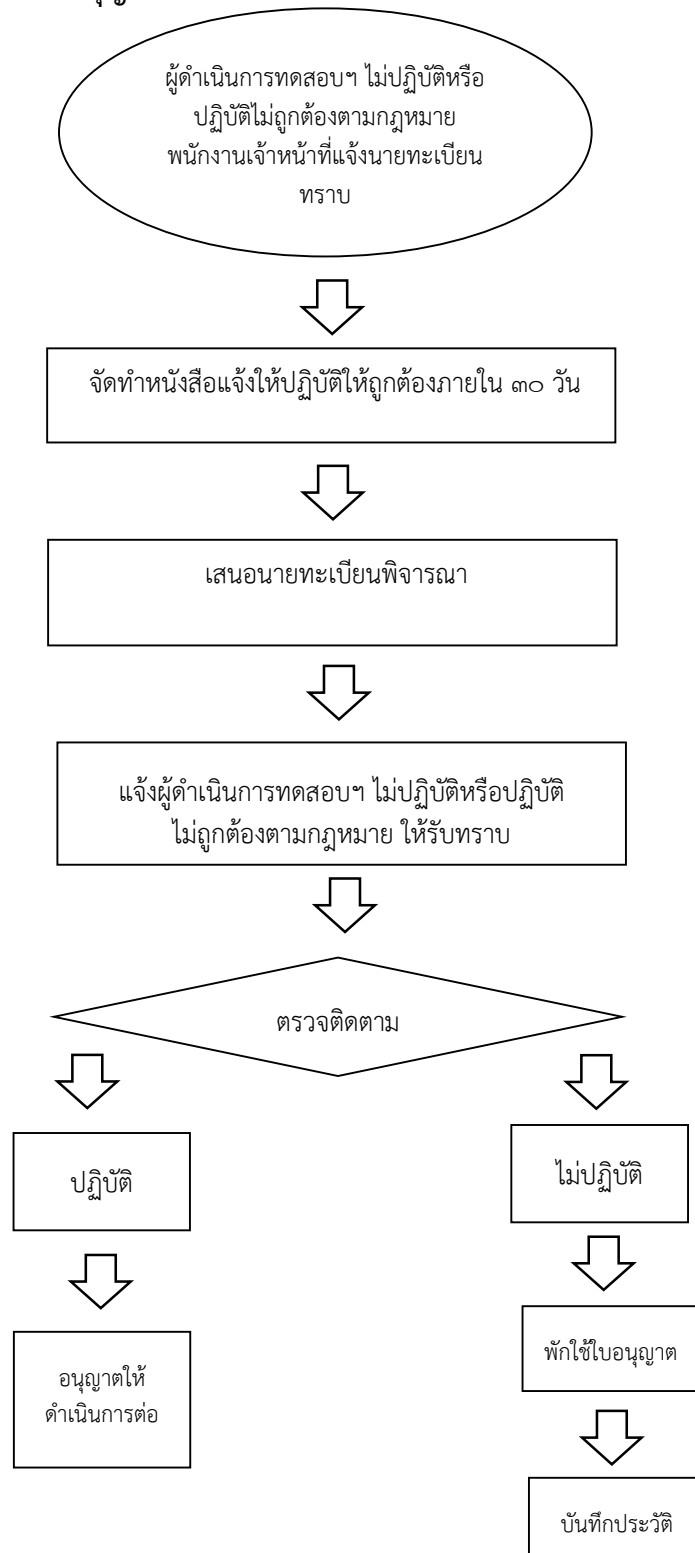 ผู้ดำเนินการทดสอบฯ ไม่ปฏิบัติหรือ
ปฏิบัติไม่ถูกต้องตามกฎหมาย
พนักงานเจ้าหน้าที่แจ้งนายทะเบียน
ทราบ
จัดทำหนังสือแจ้งให้ปฏิบัติให้ถูกต้องภายใน ๓๐ วัน
เสนอนายทะเบียนพิจารณา
แจ้งผู้ดำเนินการทดสอบฯ ไม่ปฏิบัติหรือปฏิบัติ
ไม่ถูกต้องตามกฎหมาย ให้รับทราบ
ตรวจติดตาม
ปฏิบัติ
ไม่ปฏิบัติ
อนุญาตให้
ดำเนินการต่อ
พักใช้ใบอนุญาต
บันทึกประวัติ